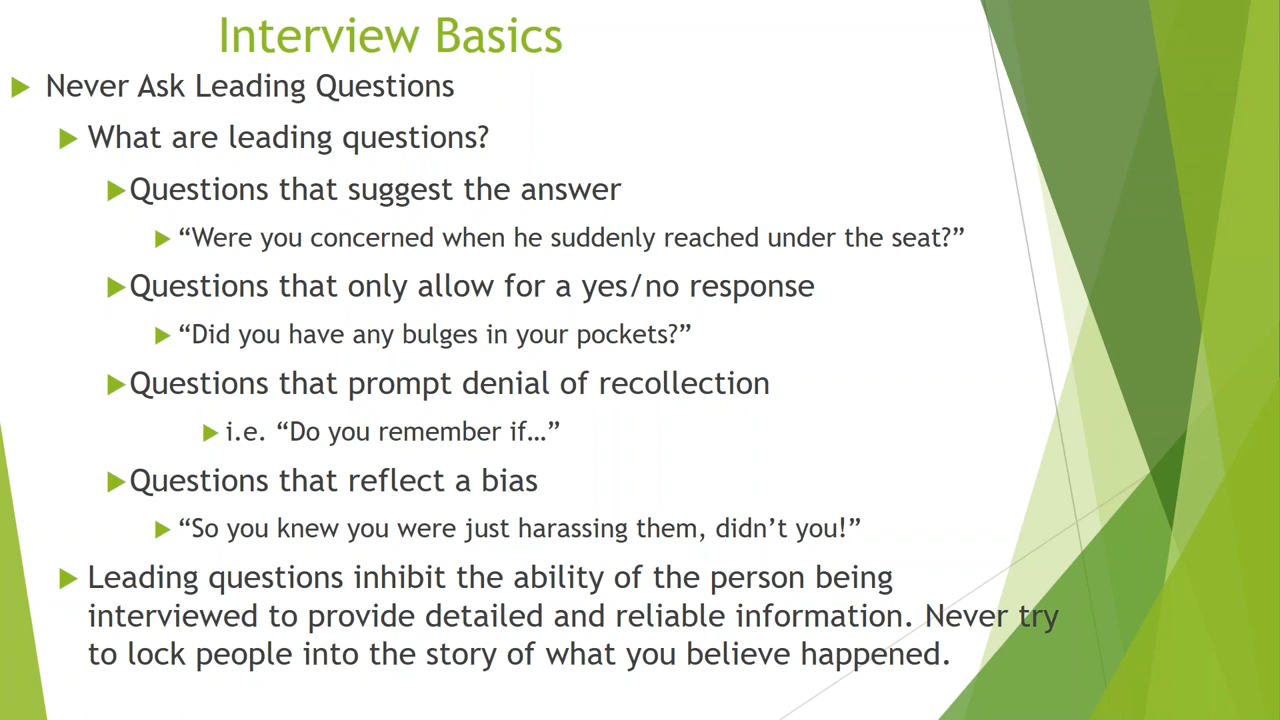 Interview Basics
Never Ask Leading Questions
What are leading questions?
Questions that suggest the answer
“Were you concerned when he suddenly reached under the seat?”
Questions that only allow for a yes/no response
“Did you have any bulges in your pockets?”
Questions that prompt denial of recollection
i.e. “Do you remember if…”
Questions that reflect a bias
“So you knew you were just harassing them, didn’t you!”
Leading questions inhibit the ability of the person being
interviewed to provide detailed and reliable information. Never try
to lock people into the story of what you believe happened.